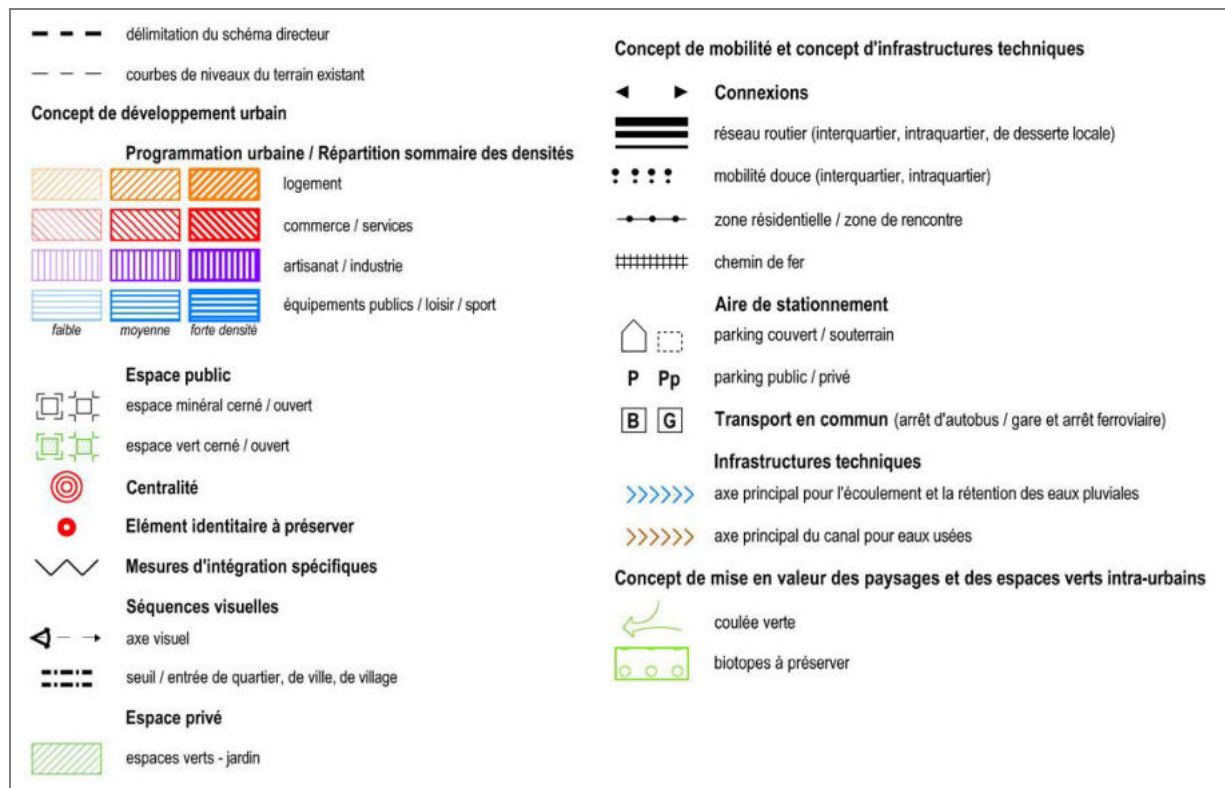 délimitation du schéma directeur
courbes de niveaux du terrain existant
Concept de développement urbain
Programmation urbaine / Répartition sommaire des densités
logement
commerce / services
artisanat / industrie
équipements publics / loisir / sport
faible moyenne forte densité
Espace public
espace minéral cerné / ouvert
espace vert cerné / ouvert
Centralité
Elément identitaire à préserver
Mesures d'intégration spécifiques
Séquences visuelles
axe visuel
seuil / entrée de quartier, de ville, de village
Espace privé
espaces verts - jardin
Concept de mobilité et concept d'infrastructures techniques
Connexions
réseau routier (interquartier, intraquartier, de desserte locale)
mobilité douce (interquartier, intraquartier)
zone résidentielle / zone de rencontre
chemin de fer
Aire de stationnement
parking couvert / souterrain
P Pp parking public / privé
B G Transport en commun (arrêt d'autobus / gare et arrêt ferroviaire)
Infrastructures techniques
axe principal pour l'écoulement et la rétention des eaux pluviales
axe principal du canal pour eaux usées
Concept de mise en valeur des paysages et des espaces verts intra-urbains
coulée verte
biotopes à préserver